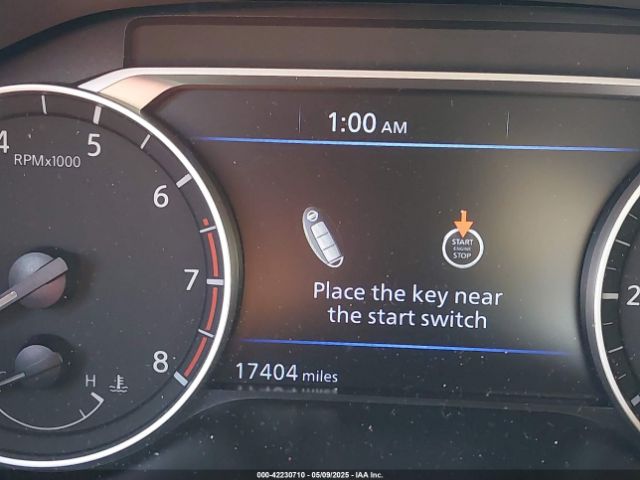 1:00 AM
4
5
RPMx1000
6
7
8
H
START
ENGINE
STOP
Place the key near
the start switch
17404 miles
2
000-42230710 - 05/09/2025 - IAA Inc.